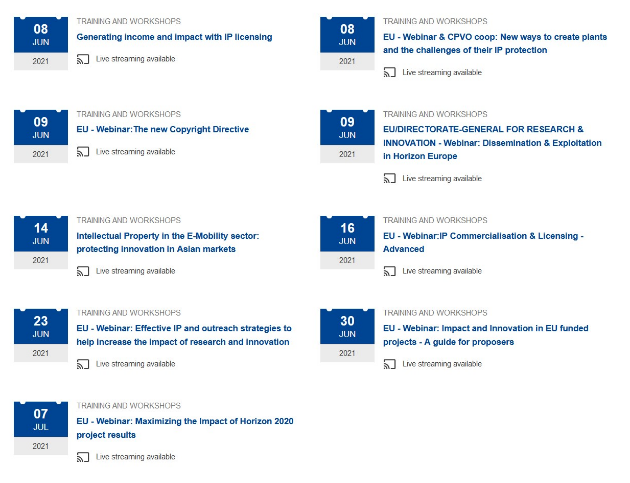 08
JUN
2021
TRAINING AND WORKSHOPS
Generating income and impact with IP licensing
Live streaming available
08
JUN
2021
TRAINING AND WORKSHOPS
EU - Webinar & CPVO coop: New ways to create plants
and the challenges of their IP protection
Live streaming available
09
JUN
2021
TRAINING AND WORKSHOPS
EU - Webinar:The new Copyright Directive
Live streaming available
09
JUN
2021
TRAINING AND WORKSHOPS
EU/DIRECTORATE-GENERAL FOR RESEARCH &
INNOVATION - Webinar: Dissemination & Exploitation
in Horizon Europe
Live streaming available
14
JUN
2021
TRAINING AND WORKSHOPS
Intellectual Property in the E-Mobility sector:
protecting innovation in Asian markets
Live streaming available
16
JUN
2021
TRAINING AND WORKSHOPS
EU - Webinar:IP Commercialisation & Licensing -
Advanced
Live streaming available
23
JUN
2021
TRAINING AND WORKSHOPS
EU - Webinar: Effective IP and outreach strategies to
help increase the impact of research and innovation
Live streaming available
30
JUN
2021
TRAINING AND WORKSHOPS
EU - Webinar: Impact and Innovation in EU funded
projects - A guide for proposers
Live streaming available
07
JUL
2021
TRAINING AND WORKSHOPS
EU - Webinar: Maximizing the Impact of Horizon 2020
project results
Live streaming available